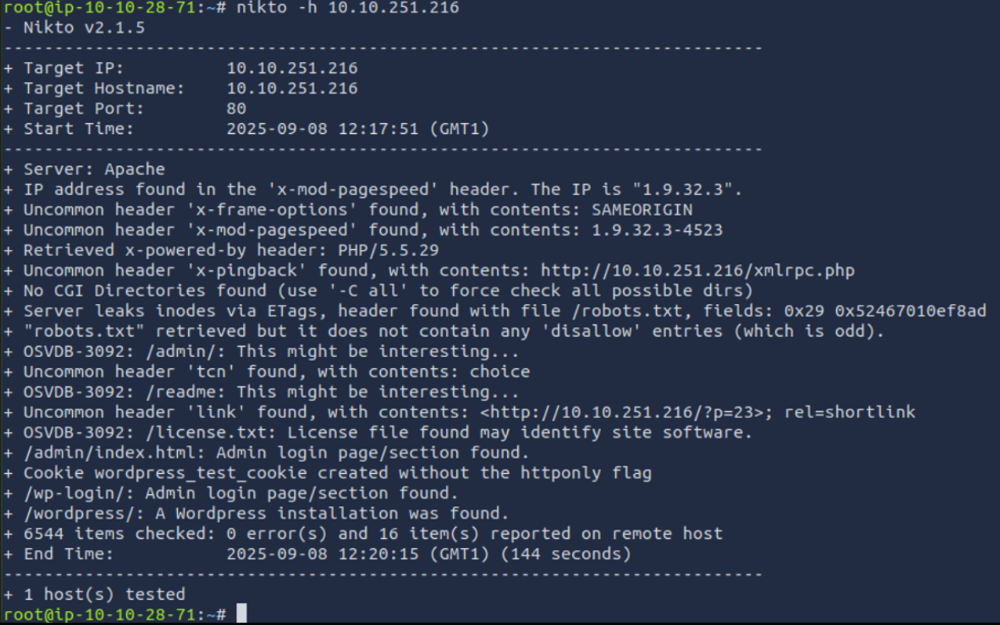 root@ip-10-10-28-71:~# nikto -h 10.10.251.216
- Nikto v2.1.5
---------------------------------------------------------------------------
+ Target IP:          10.10.251.216
+ Target Hostname:    10.10.251.216
+ Target Port:        80
+ Start Time:         2025-09-08 12:17:51 (GMT1)
---------------------------------------------------------------------------
+ Server: Apache
+ IP address found in the 'x-mod-pagespeed' header. The IP is "1.9.32.3".
+ Uncommon header 'x-frame-options' found, with contents: SAMEORIGIN
+ Uncommon header 'x-mod-pagespeed' found, with contents: 1.9.32.3-4523
+ Retrieved x-powered-by header: PHP/5.5.29
+ Uncommon header 'x-pingback' found, with contents: http://10.10.251.216/xmlrpc.php
+ No CGI Directories found (use '-C all' to force check all possible dirs)
+ Server leaks inodes via ETags, header found with file /robots.txt, fields: 0x29 0x52467010ef8ad
+ "robots.txt" retrieved but it does not contain any 'disallow' entries (which is odd).
+ OSVDB-3092: /admin/: This might be interesting...
+ Uncommon header 'tcn' found, with contents: choice
+ OSVDB-3092: /readme: This might be interesting...
+ Uncommon header 'link' found, with contents: <http://10.10.251.216/?p=23>; rel=shortlink
+ OSVDB-3092: /license.txt: License file found may identify site software.
+ /admin/index.html: Admin login page/section found.
+ Cookie wordpress_test_cookie created without the httponly flag
+ /wp-login/: Admin login page/section found.
+ /wordpress/: A Wordpress installation was found.
+ 6544 items checked: 0 error(s) and 16 item(s) reported on remote host
+ End Time:           2025-09-08 12:20:15 (GMT1) (144 seconds)
---------------------------------------------------------------------------
+ 1 host(s) tested
root@ip-10-10-28-71:~#